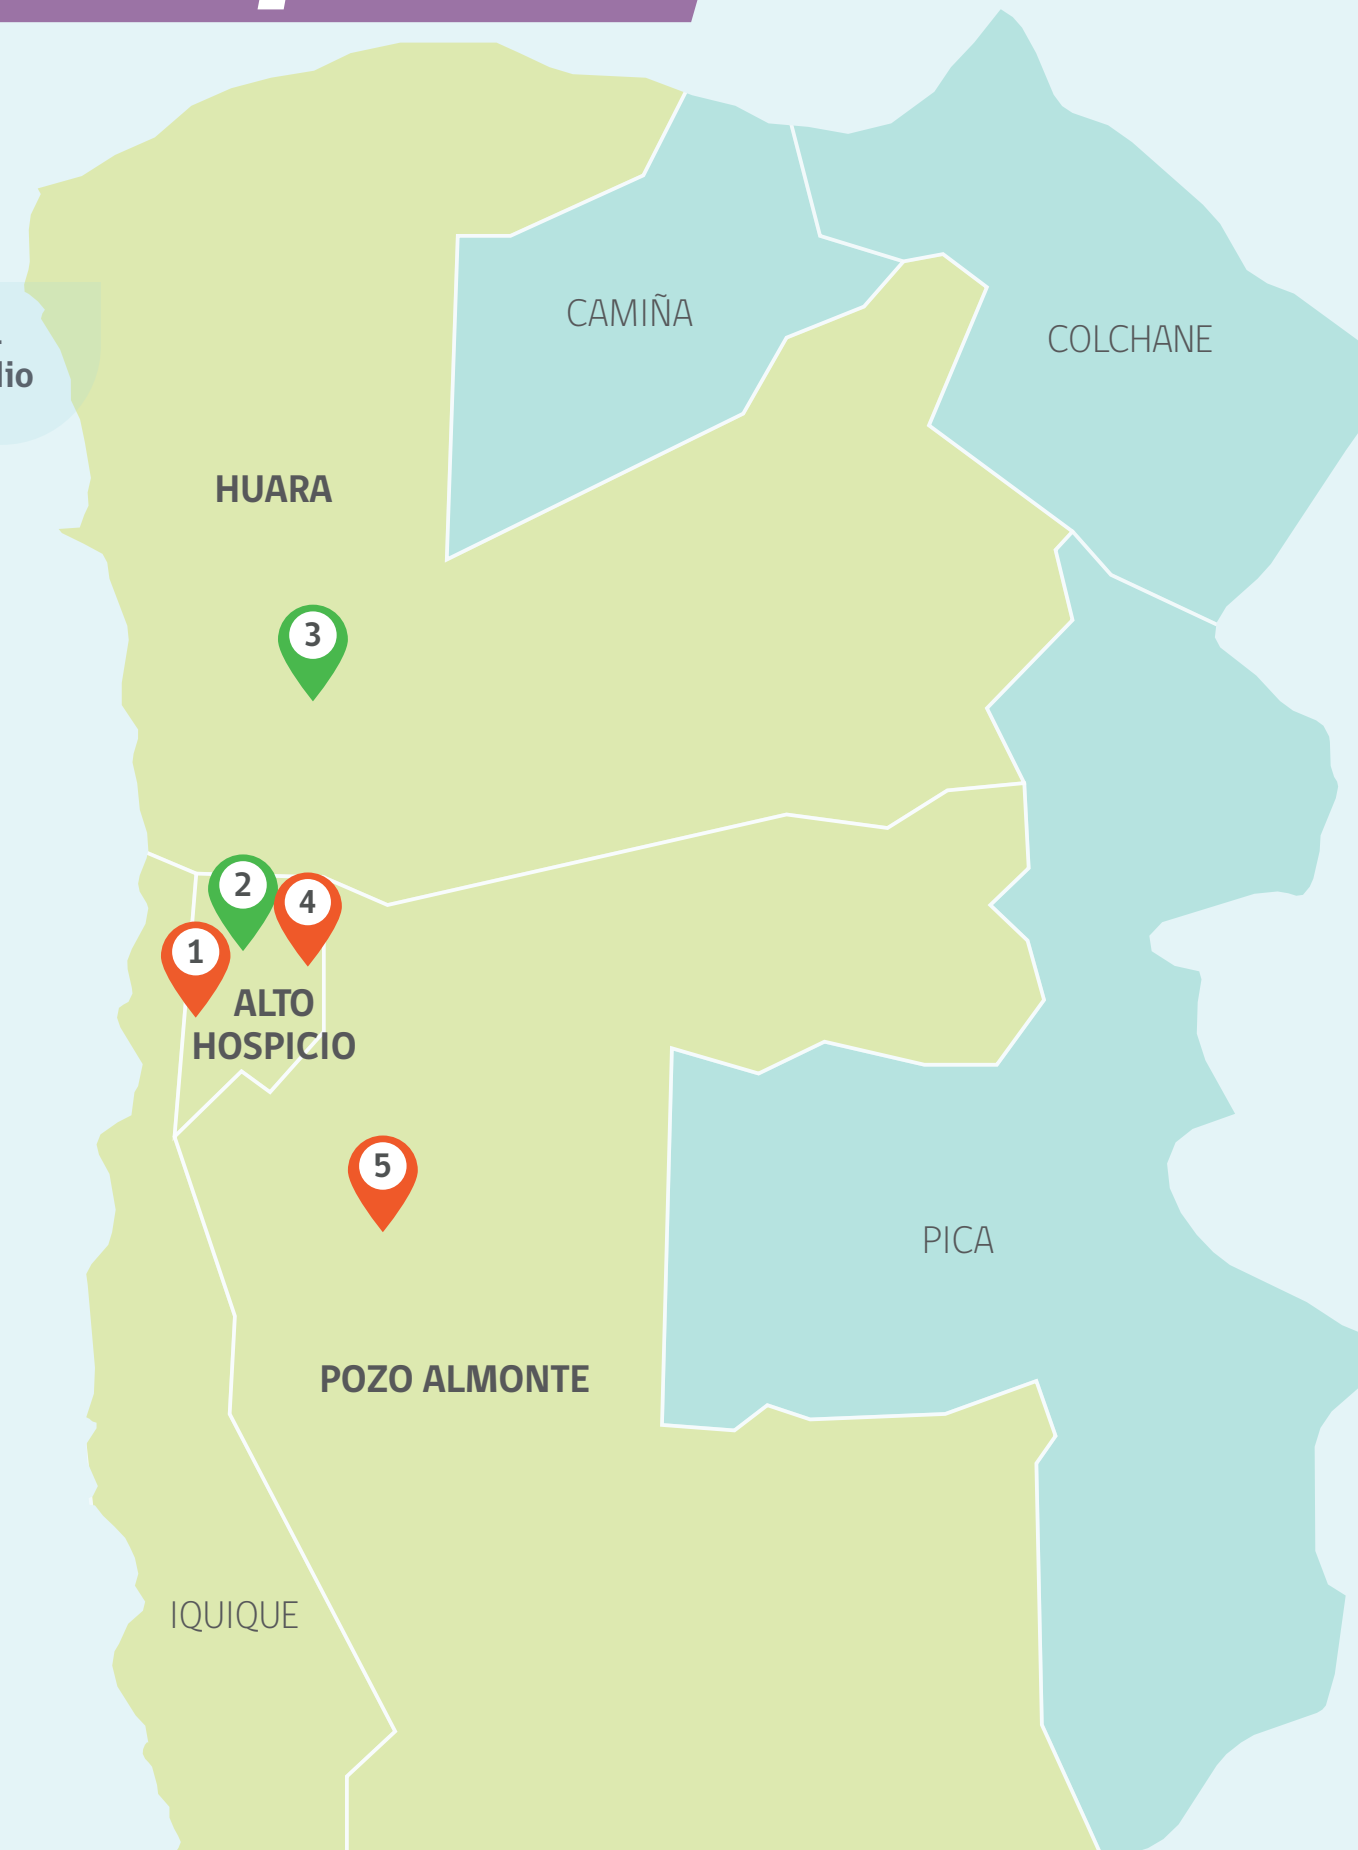 CAMIÑA
COLCHANE
HUARA
3
2
4
1
ALTO
HOSPICIO
5
PICA
POZO ALMONTE
IQUIQUE